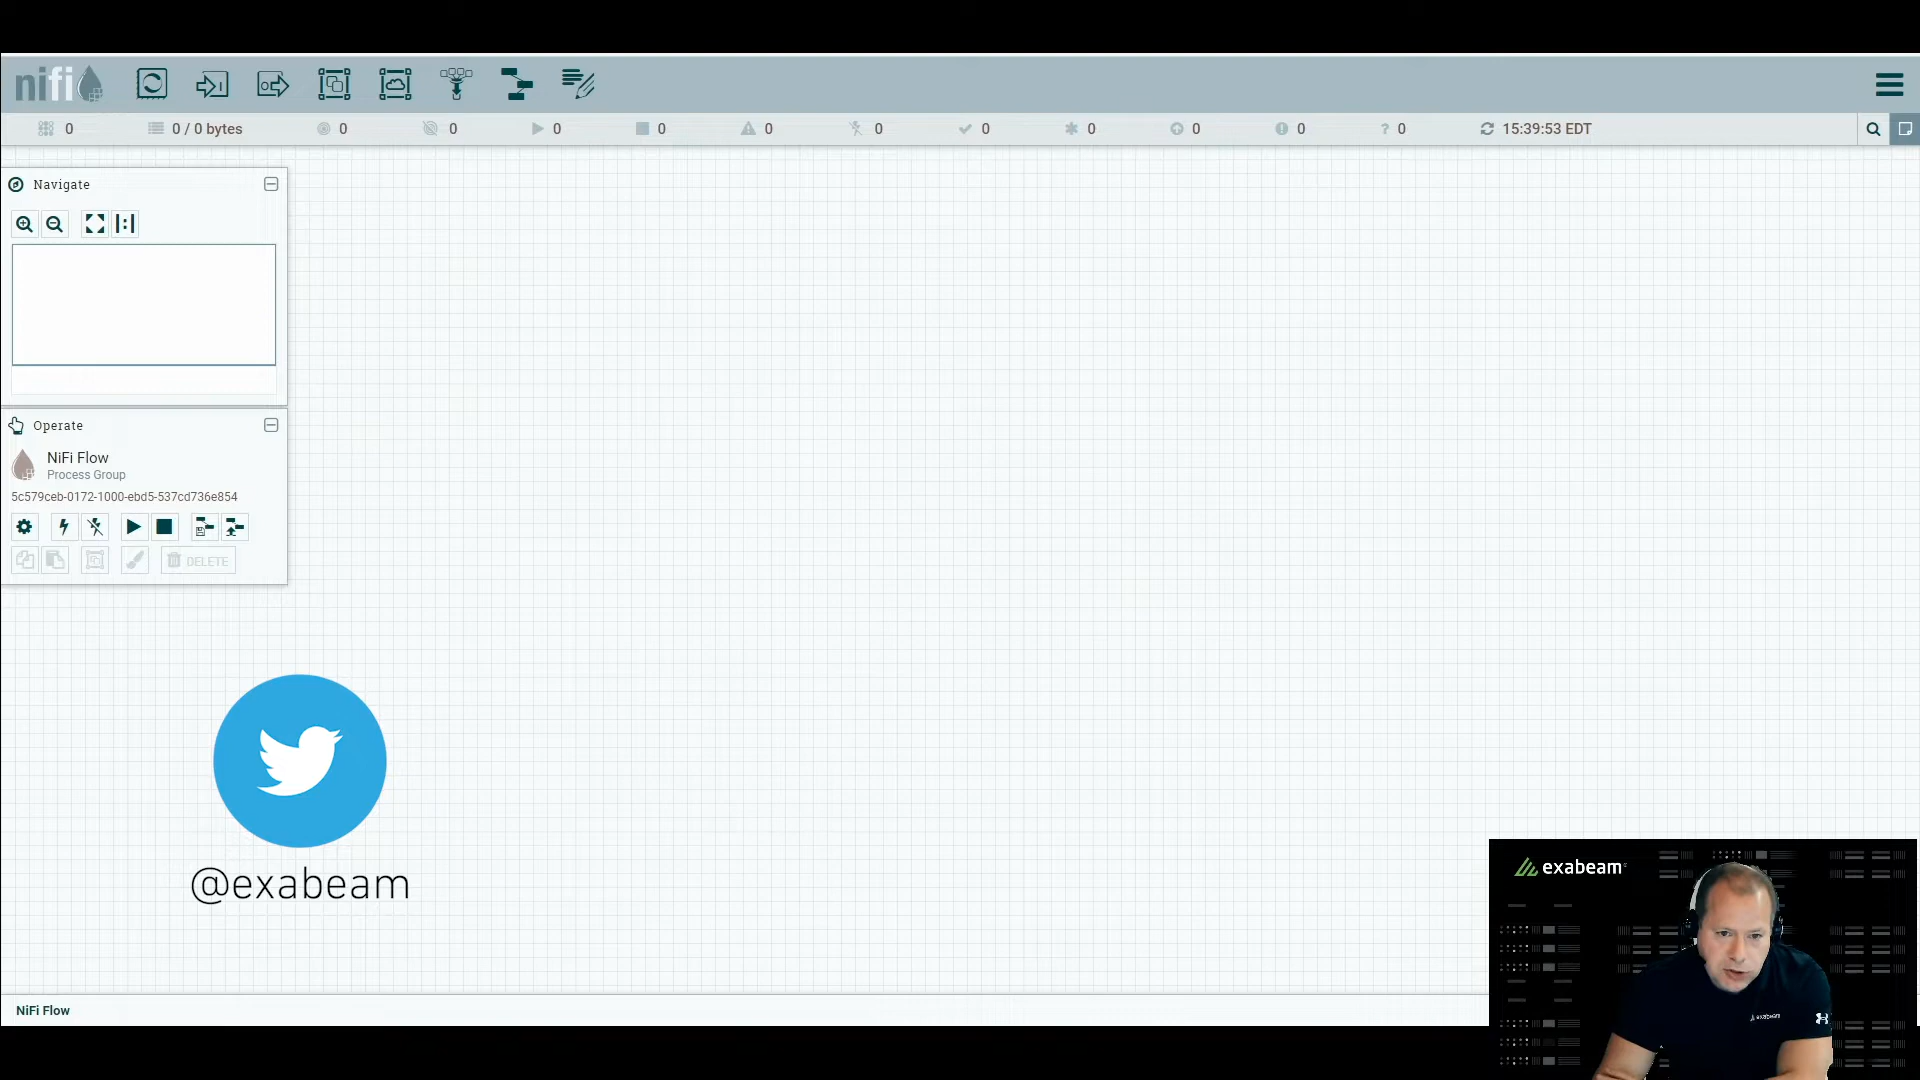 nifi
0
0 / 0 bytes
0
0
0
0
0
0
0
0
0
0
? 0
15:39:53 EDT
Navigate
Operate
NiFi Flow
Process Group
5c579ceb-0172-1000-ebd5-537cd736e854
DELETE
@exabeam
exabeam
exabeam
NiFi Flow